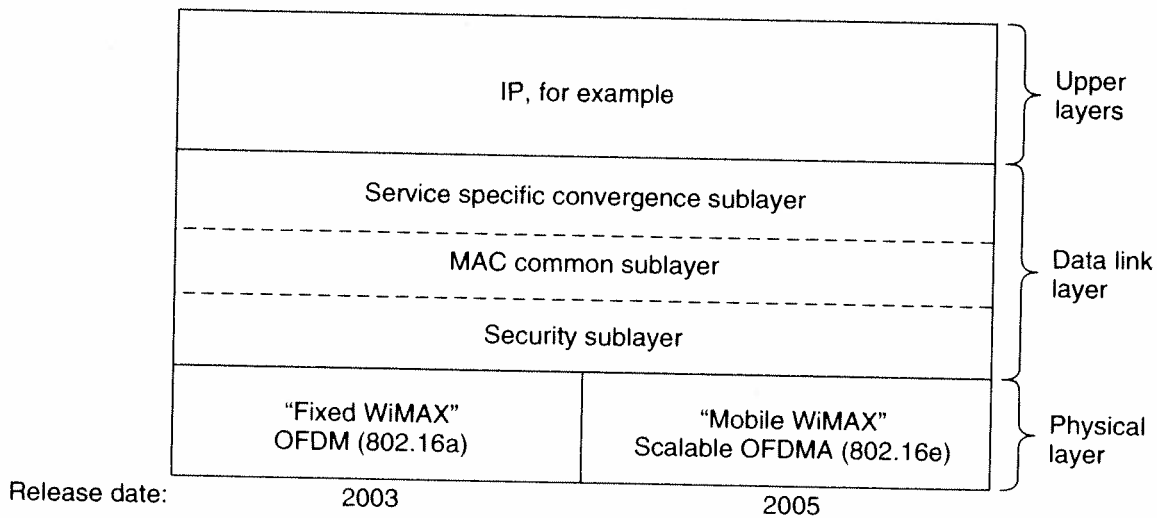 IP, for example
Upper
layers
Service specific convergence sublayer
MAC common sublayer
Security sublayer
Data link
layer
“Fixed WiMAX”
OFDM (802.16a)
“Mobile WiMAX”
Scalable OFDMA (802.16e)
Physical
layer
Release date:
2003
2005